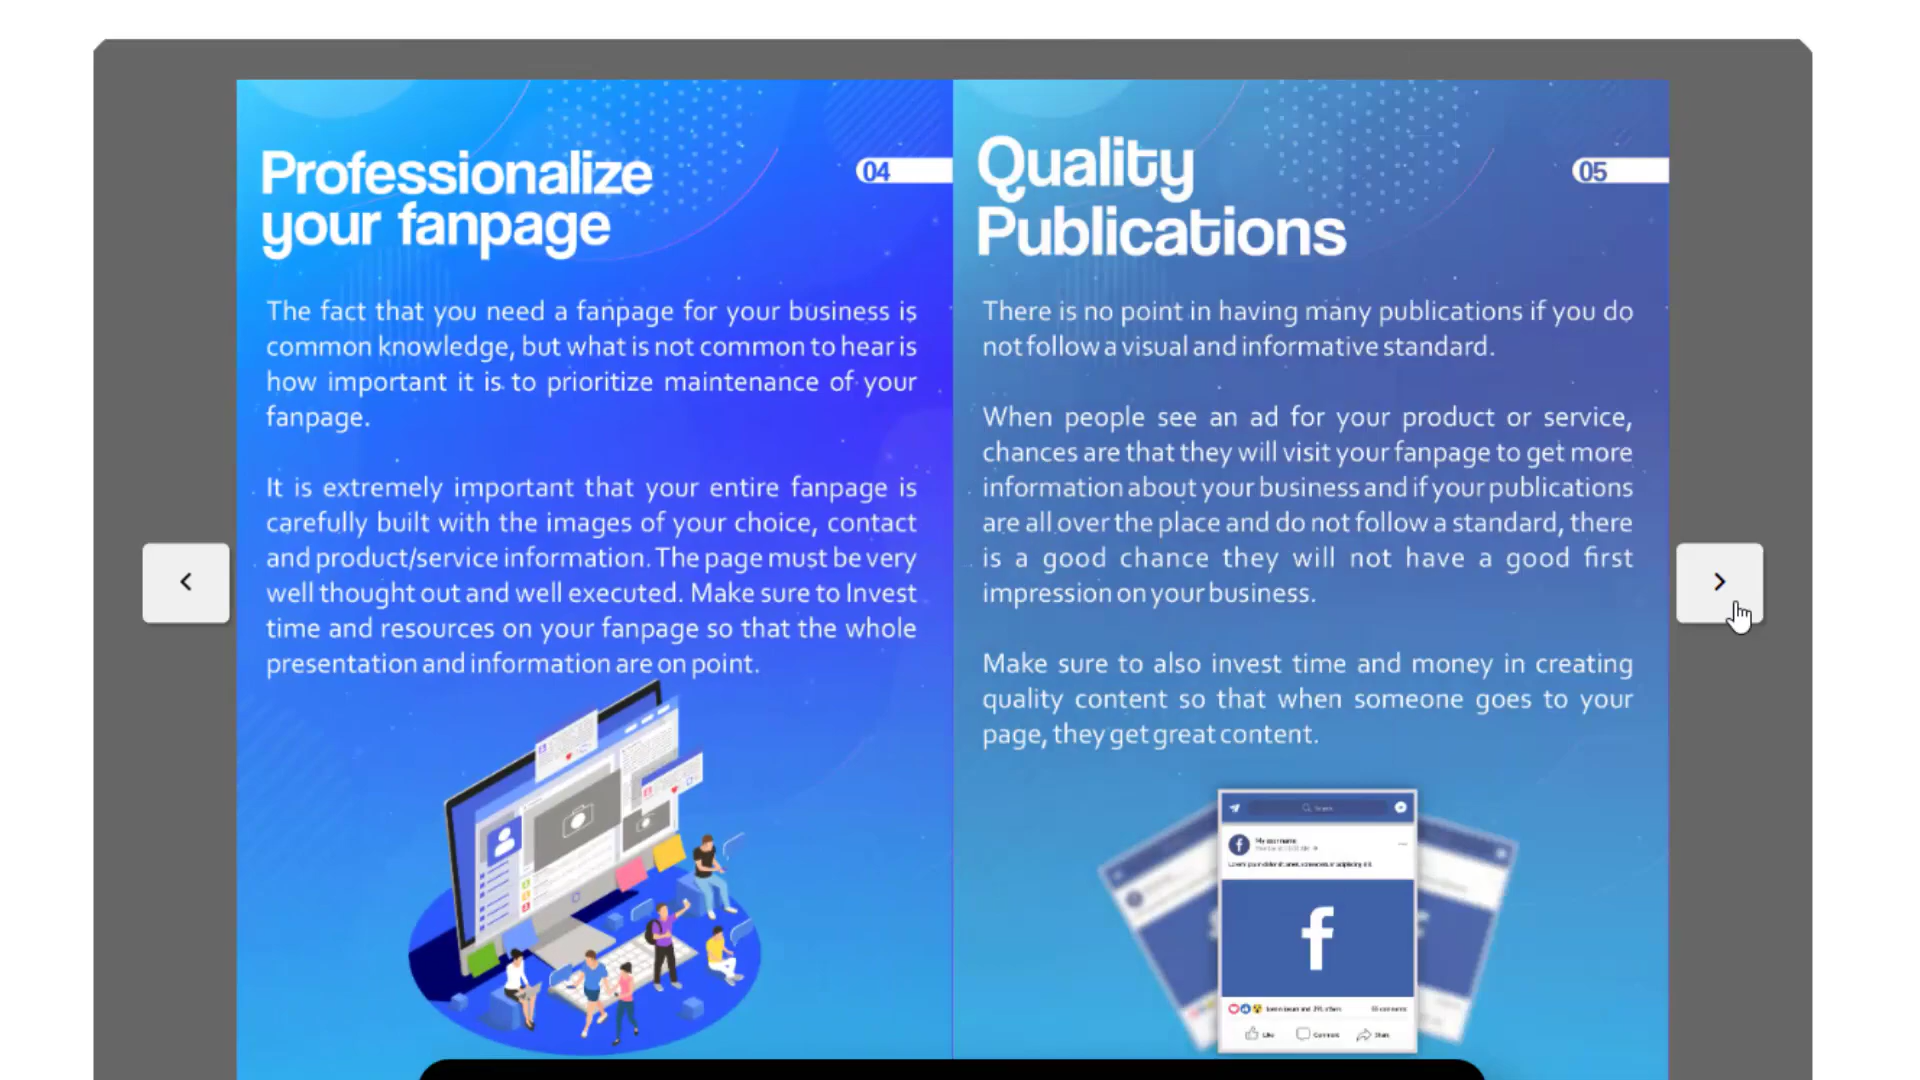 Professionalize
your fanpage
04
The fact that you need a fanpage for your business is
common knowledge, but what is not common to hear is
how important it is to prioritize maintenance of your
fanpage.
It is extremely important that your entire fanpage is
carefully built with the images of your choice, contact
and product/service information. The page must be very
well thought out and well executed. Make sure to Invest
time and resources on your fanpage so that the whole
presentation and information are on point.
Quality
Publications
05
There is no point in having many publications if you do
not follow a visual and informative standard.
When people see an ad for your product or service,
chances are that they will visit your fanpage to get more
information about your business and if your publications
are all over the place and do not follow a standard, there
is a good chance they will not have a good first
impression on your business.
Make sure to also invest time and money in creating
quality content so that when someone goes to your
page, they get great content.
Search
My username
f
Like
Comment
Share